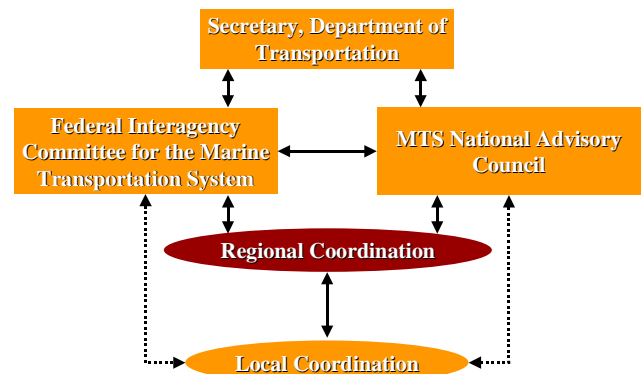 Secretary, Department of
Transportation
Federal Interagency
Committee for the Marine
Transportation System
MTS National Advisory
Council
Regional Coordination
Local Coordination